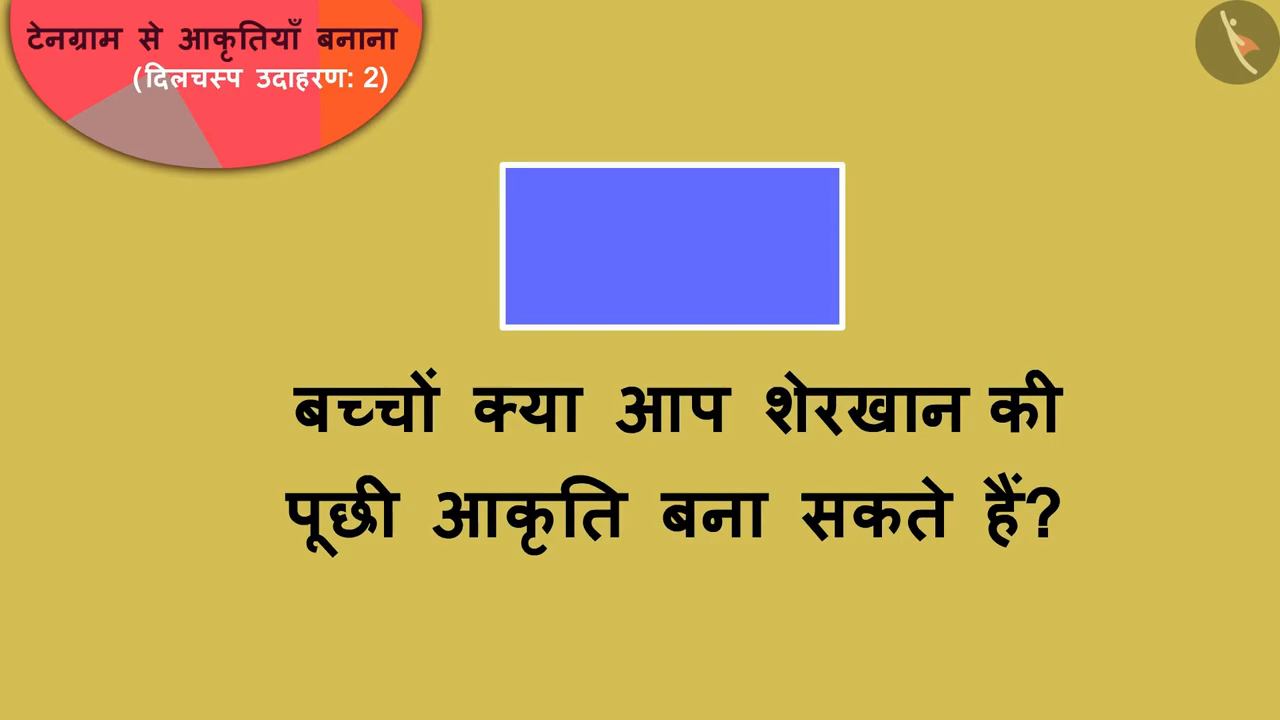 टेनग्राम से आकृतियाँ बनाना
(दिलचस्प उदाहरण: 2)
बच्चों क्या आप शेरखान की
पूछी आकृति बना सकते हैं?